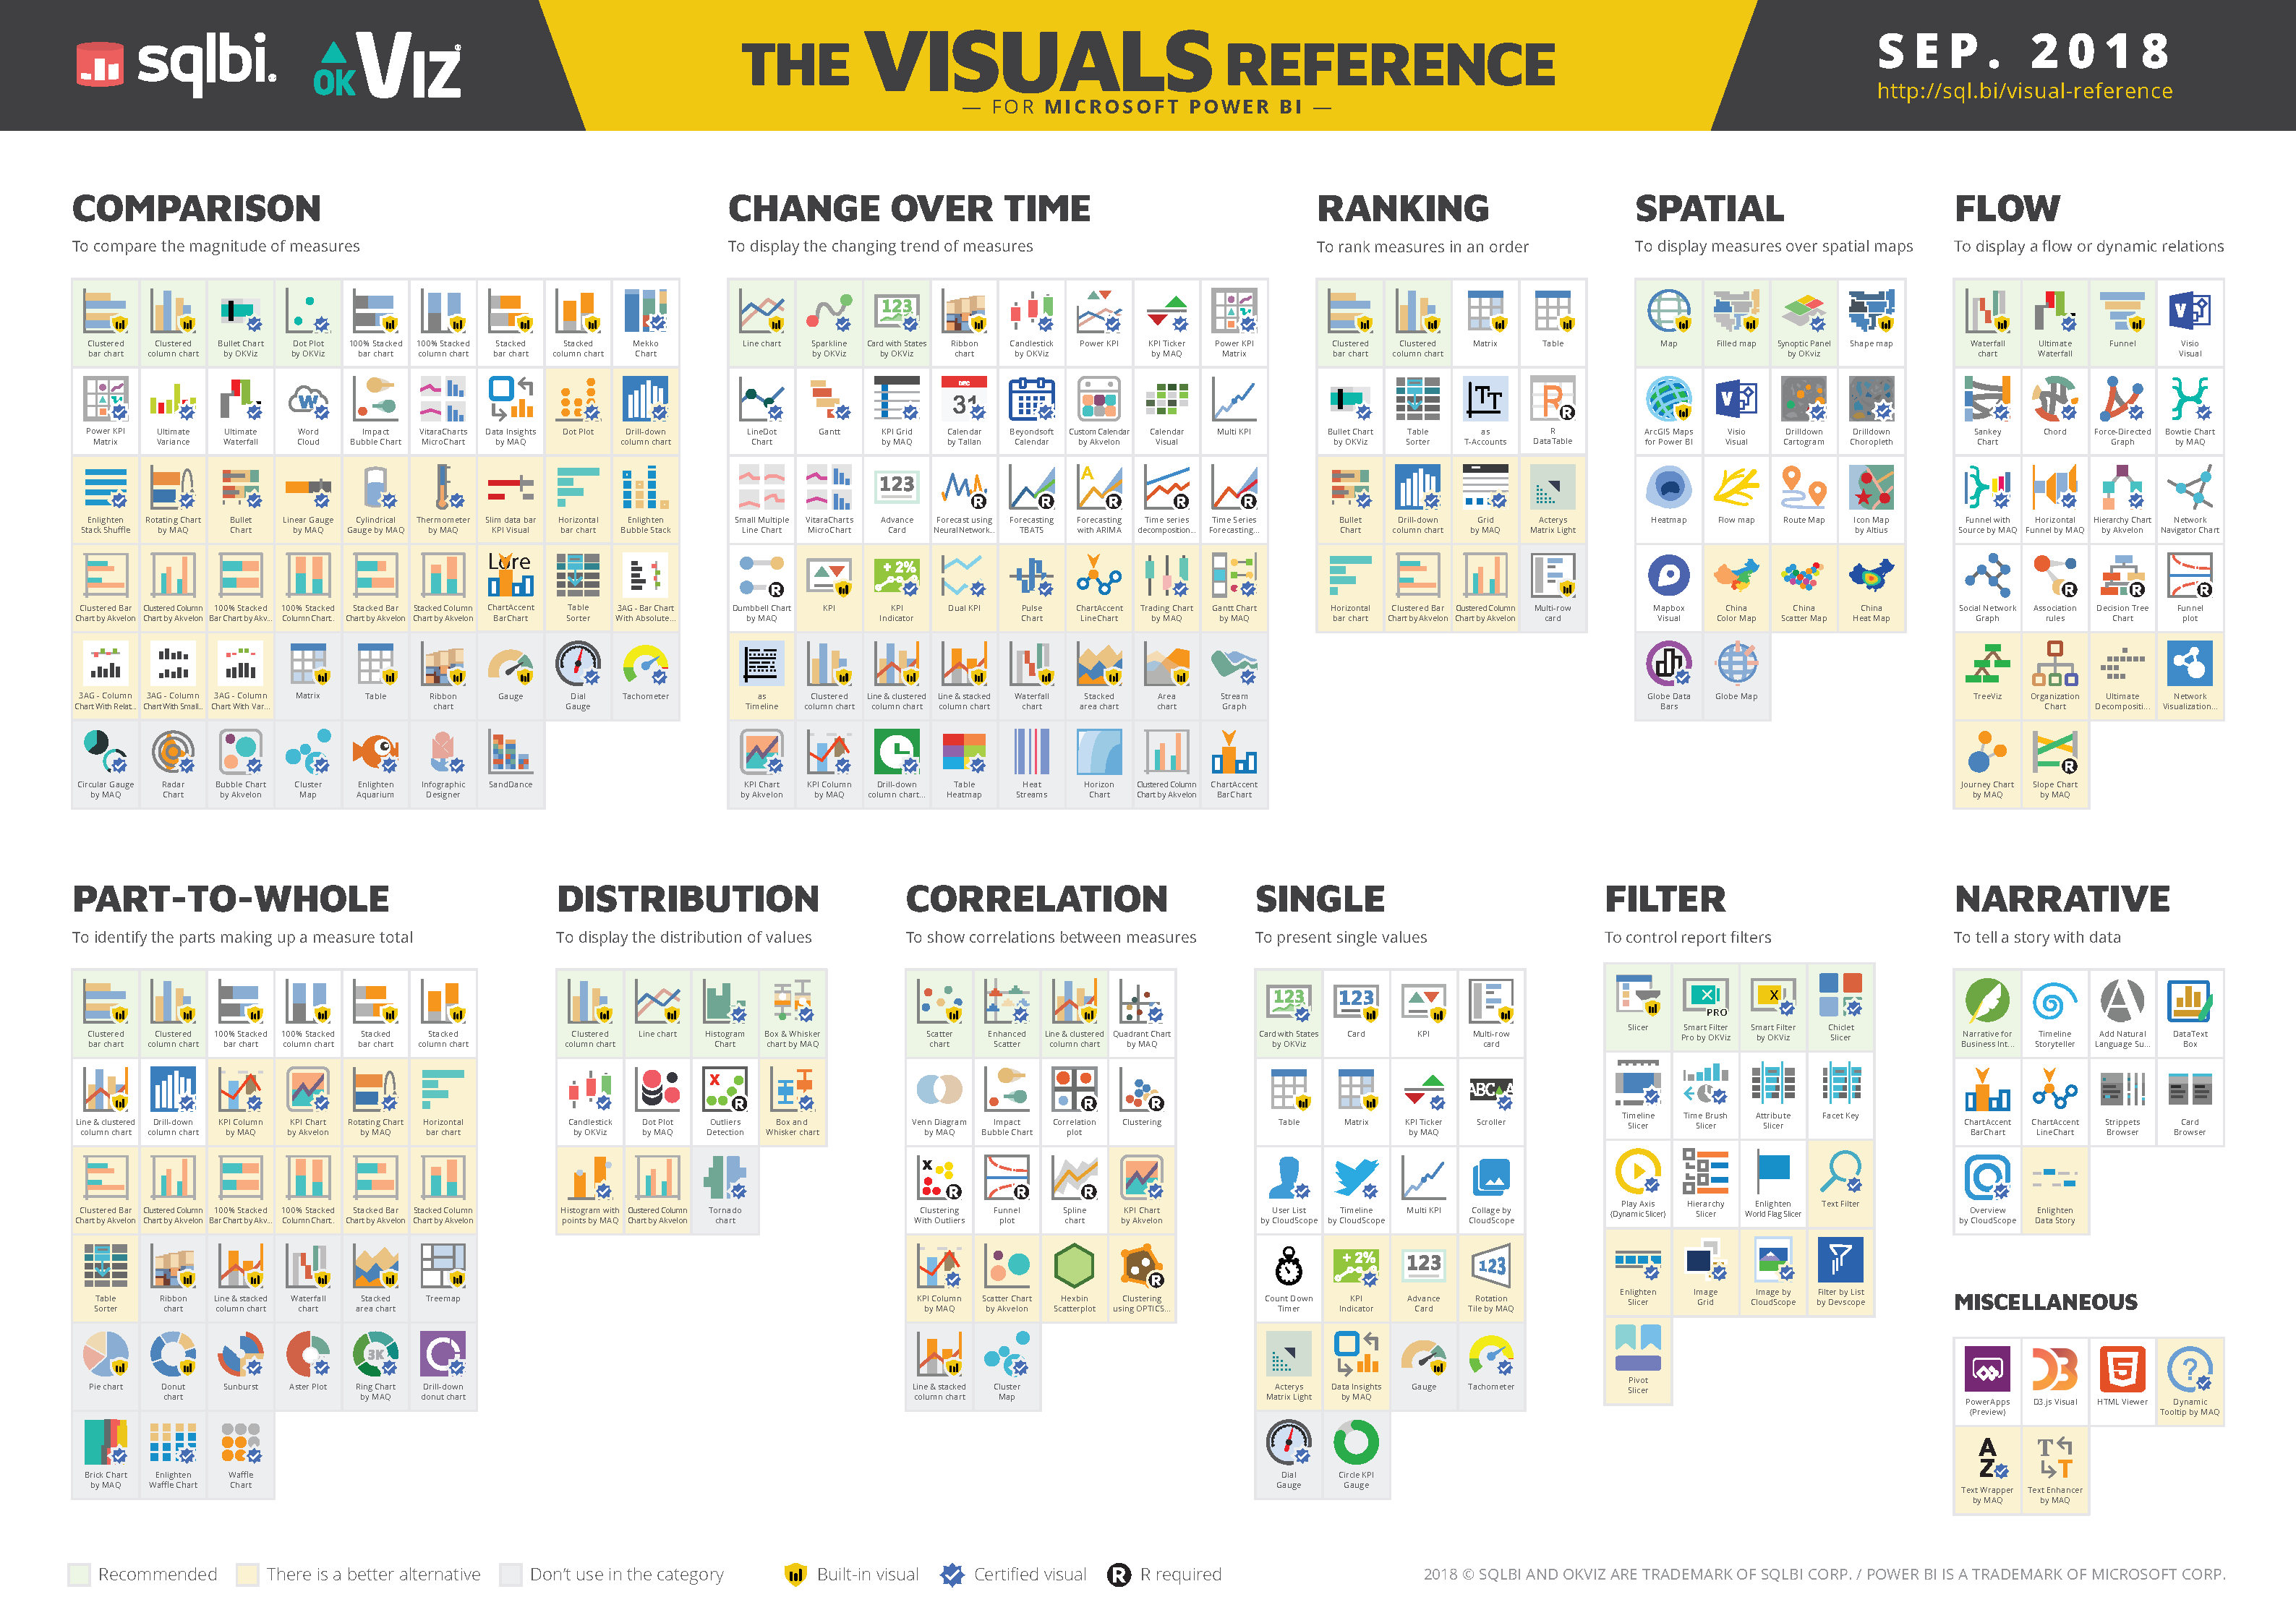 sqlbi.
OK VIZ
THE VISUALS REFERENCE
— FOR MICROSOFT POWER BI —
SEP. 2018
http://sql.bi/visual-reference
COMPARISON
To compare the magnitude of measures
Clustered bar chart
Clustered column chart
Bullet Chart by OKViz
Dot Plot by OKViz
100% Stacked bar chart
100% Stacked column chart
Stacked bar chart
Stacked column chart
Mekko Chart
Power KPI Matrix
Ultimate Variance
Ultimate Waterfall
Word Cloud
Impact Bubble Chart
VitaraCharts MicroChart
Data Insights by MAQ
Dot Plot
Drill-down column chart
Enlighten Stack Shuffle
Rotating Chart by MAQ
Bullet Chart
Linear Gauge by MAQ
Cylindrical Gauge by MAQ
Thermometer by MAQ
Slim data bar KPI Visual
Horizontal bar chart
Enlighten Bubble Stack
Clustered Bar Chart by Akvelon
Clustered Column Chart by Akvelon
100% Stacked Bar Chart by Akv...
100% Stacked Column Chart..
Stacked Bar Chart by Akvelon
Stacked Column Chart by Akvelon
ChartAccent BarChart
Table Sorter
3AG - Bar Chart With Absolute...
3AG - Column Chart With Relat..
3AG - Column Chart With Small..
3AG - Column Chart With Var...
Matrix
Table
Ribbon chart
Gauge
Dial Gauge
Tachometer
Circular Gauge by MAQ
Radar Chart
Bubble Chart by Akvelon
Cluster Map
Enlighten Aquarium
Infographic Designer
SandDance
CHANGE OVER TIME
To display the changing trend of measures
Line chart
Sparkline by OKViz
Card with States by OKViz
Ribbon chart
Candlestick by OKViz
Power KPI
KPI Ticker by MAQ
Power KPI Matrix
LineDot Chart
Gantt
KPI Grid by MAQ
Calendar by Tallan
Beyondsoft Calendar
Custom Calendar by Akvelon
Calendar Visual
Multi KPI
Small Multiple Line Chart
VitaraCharts MicroChart
Advance Card
Forecast using Neural Network...
Forecasting TBATS
Forecasting with ARIMA
Time series decomposition...
Time Series Forecasting...
Dumbbell Chart by MAQ
KPI
KPI Indicator
Dual KPI
Pulse Chart
ChartAccent LineChart
Trading Chart by MAQ
Gantt Chart by MAQ
as Timeline
Clustered column chart
Line & clustered column chart
Line & stacked column chart
Waterfall chart
Stacked area chart
Area chart
Stream Graph
KPI Chart by Akvelon
KPI Column by MAQ
Drill-down column chart...
Table Heatmap
Heat Streams
Horizon Chart
Clustered Column Chart by Akvelon
ChartAccent BarChart
RANKING
To rank measures in an order
Clustered bar chart
Clustered column chart
Matrix
Table
Bullet Chart by OKViz
Table Sorter
as T-Accounts
R DataTable
Bullet Chart
Drill-down column chart
Grid by MAQ
Acterys Matrix Light
Horizontal bar chart
Clustered Bar Chart by Akvelon
Clustered Column Chart by Akvelon
Multi-row card
SPATIAL
To display measures over spatial maps
Map
Filled map
Synoptic Panel by OKViz
Shape map
ArcGIS Maps for Power BI
Visio Visual
Drilldown Cartogram
Drilldown Choropleth
Heatmap
Flow map
Route Map
Icon Map by Altius
Mapbox Visual
China Color Map
China Scatter Map
China Heat Map
Globe Data Bars
Globe Map
FLOW
To display a flow or dynamic relations
Waterfall chart
Ultimate Waterfall
Funnel
Visio Visual
Sankey Chart
Chord
Force-Directed Graph
Bowtie Chart by MAQ
Funnel with Source by MAQ
Horizontal Funnel by MAQ
Hierarchy Chart by Akvelon
Network Navigator Chart
Social Network Graph
Association rules
Decision Tree Chart
Funnel plot
TreeViz
Organization Chart
Ultimate Decompositi...
Network Visualization...
Journey Chart by MAQ
Slope Chart by MAQ
PART-TO-WHOLE
To identify the parts making up a measure total
Clustered bar chart
Clustered column chart
100% Stacked bar chart
100% Stacked column chart
Stacked bar chart
Stacked column chart
Line & clustered column chart
Drill-down column chart
KPI Column by MAQ
KPI Chart by Akvelon
Rotating Chart by MAQ
Horizontal bar chart
Clustered Bar Chart by Akvelon
Clustered Column Chart by Akvelon
100% Stacked Bar Chart by Akv...
100% Stacked Column Chart..
Stacked Bar Chart by Akvelon
Stacked Column Chart by Akvelon
Table Sorter
Ribbon chart
Line & stacked column chart
Waterfall chart
Stacked area chart
Treemap
Pie chart
Donut chart
Sunburst
Aster Plot
Ring Chart by MAQ
Drill-down donut chart
Brick Chart by MAQ
Enlighten Waffle Chart
Waffle Chart
DISTRIBUTION
To display the distribution of values
Clustered column chart
Line chart
Histogram Chart
Box & Whisker chart by MAQ
Candlestick by OKViz
Dot Plot by MAQ
Outliers Detection
Box and Whisker chart
Histogram with points by MAQ
Clustered Column Chart by Akvelon
Tornado chart
CORRELATION
To show correlations between measures
Scatter chart
Enhanced Scatter
Line & clustered column chart
Quadrant Chart by MAQ
Venn Diagram by MAQ
Impact Bubble Chart
Correlation plot
Clustering
Clustering With Outliers
Funnel plot
Spline chart
KPI Chart by Akvelon
KPI Column by MAQ
Scatter Chart by Akvelon
Hexbin Scatterplot
Clustering using OPTICS...
Line & stacked column chart
Cluster Map
SINGLE
To present single values
Card with States by OKViz
Card
KPI
Multi-row card
Table
Matrix
KPI Ticker by MAQ
Scroller
User List by CloudScope
Timeline by CloudScope
Multi KPI
Collage by CloudScope
Count Down Timer
KPI Indicator
Advance Card
Rotation Tile by MAQ
Acterys Matrix Light
Data Insights by MAQ
Gauge
Tachometer
Dial Gauge
Circle KPI Gauge
FILTER
To control report filters
Slicer
Smart Filter Pro by OKViz
Smart Filter by OKViz
Chiclet Slicer
Timeline Slicer
Time Brush Slicer
Attribute Slicer
Facet Key
Play Axis (Dynamic Slicer)
Hierarchy Slicer
Enlighten World Flag Slicer
Text Filter
Enlighten Slicer
Image Grid
Image by CloudScope
Filter by List by Devscope
Pivot Slicer
NARRATIVE
To tell a story with data
Narrative for Business Int...
Timeline Storyteller
Add Natural Language Su...
DataText Box
ChartAccent BarChart
ChartAccent LineChart
Strippets Browser
Card Browser
Overview by CloudScope
Enlighten Data Story
MISCELLANEOUS
PowerApps (Preview)
D3.js Visual
HTML Viewer
Dynamic Tooltip by MAQ
Text Wrapper by MAQ
Text Enhancer by MAQ
Recommended
There is a better alternative
Don't use in the category
Built-in visual
Certified visual
R required
2018 © SQLBI AND OKVIZ ARE TRADEMARK OF SQLBI CORP. / POWER BI IS A TRADEMARK OF MICROSOFT CORP.